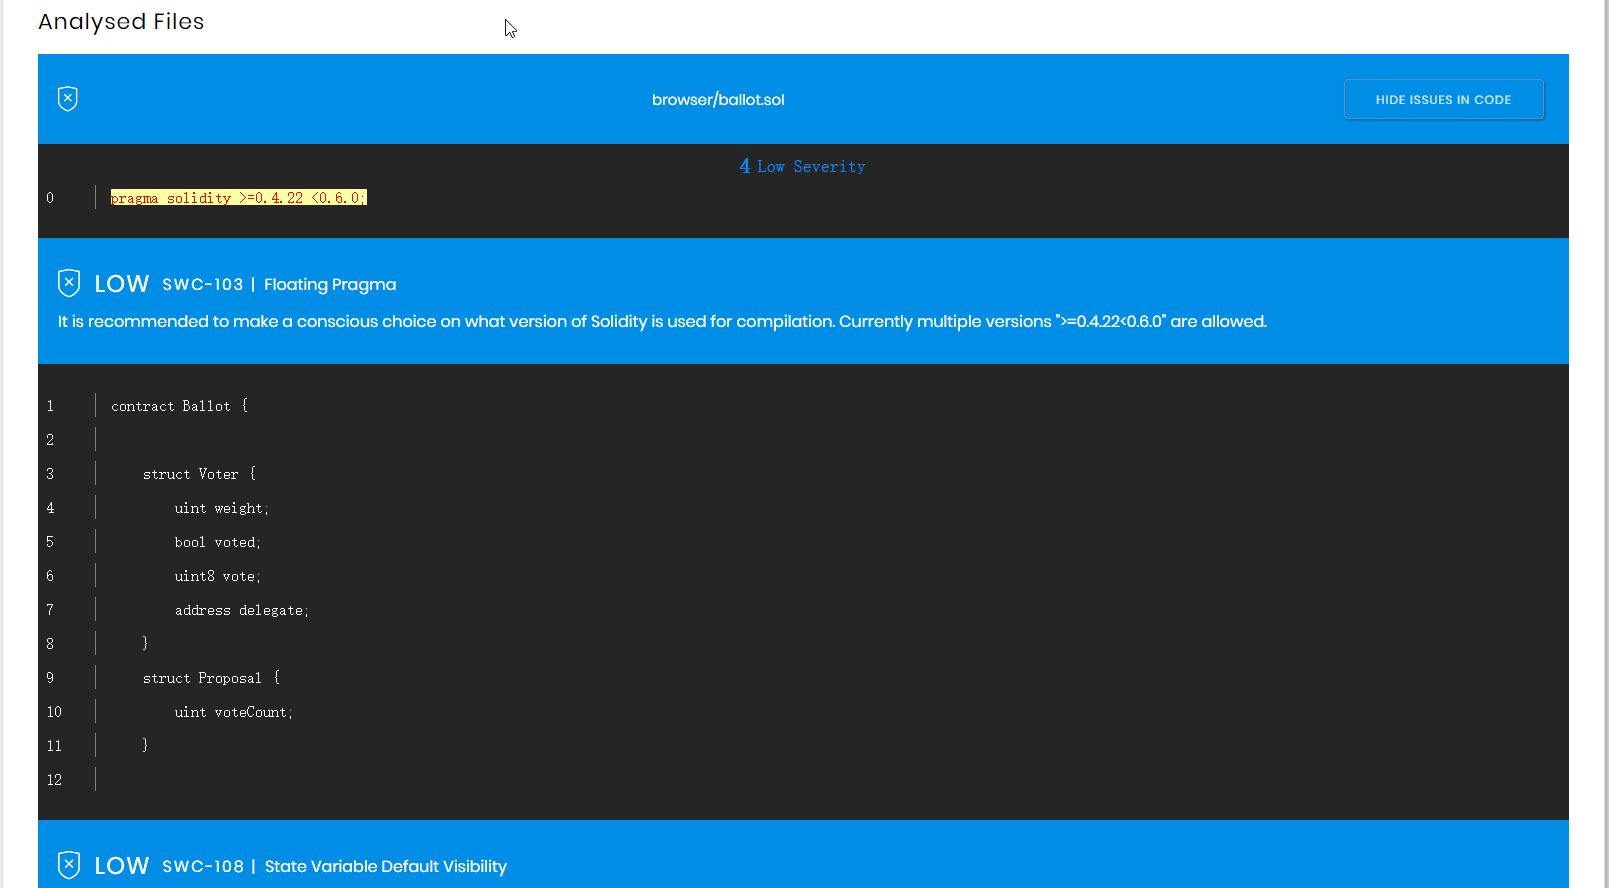 Analysed Files
browser/ballot.sol
HIDE ISSUES IN CODE
4 Low Severity
0 pragma solidity >=0.4.22 <0.6.0;
LOW SWC-103 | Floating Pragma
It is recommended to make a conscious choice on what version of Solidity is used for compilation. Currently multiple versions ">=0.4.22<0.6.0" are allowed.
1 contract Ballot {
2
3 struct Voter {
4 uint weight;
5 bool voted;
6 uint8 vote;
7 address delegate;
8 }
9 struct Proposal {
10 uint voteCount;
11 }
12
LOW SWC-108 | State Variable Default Visibility